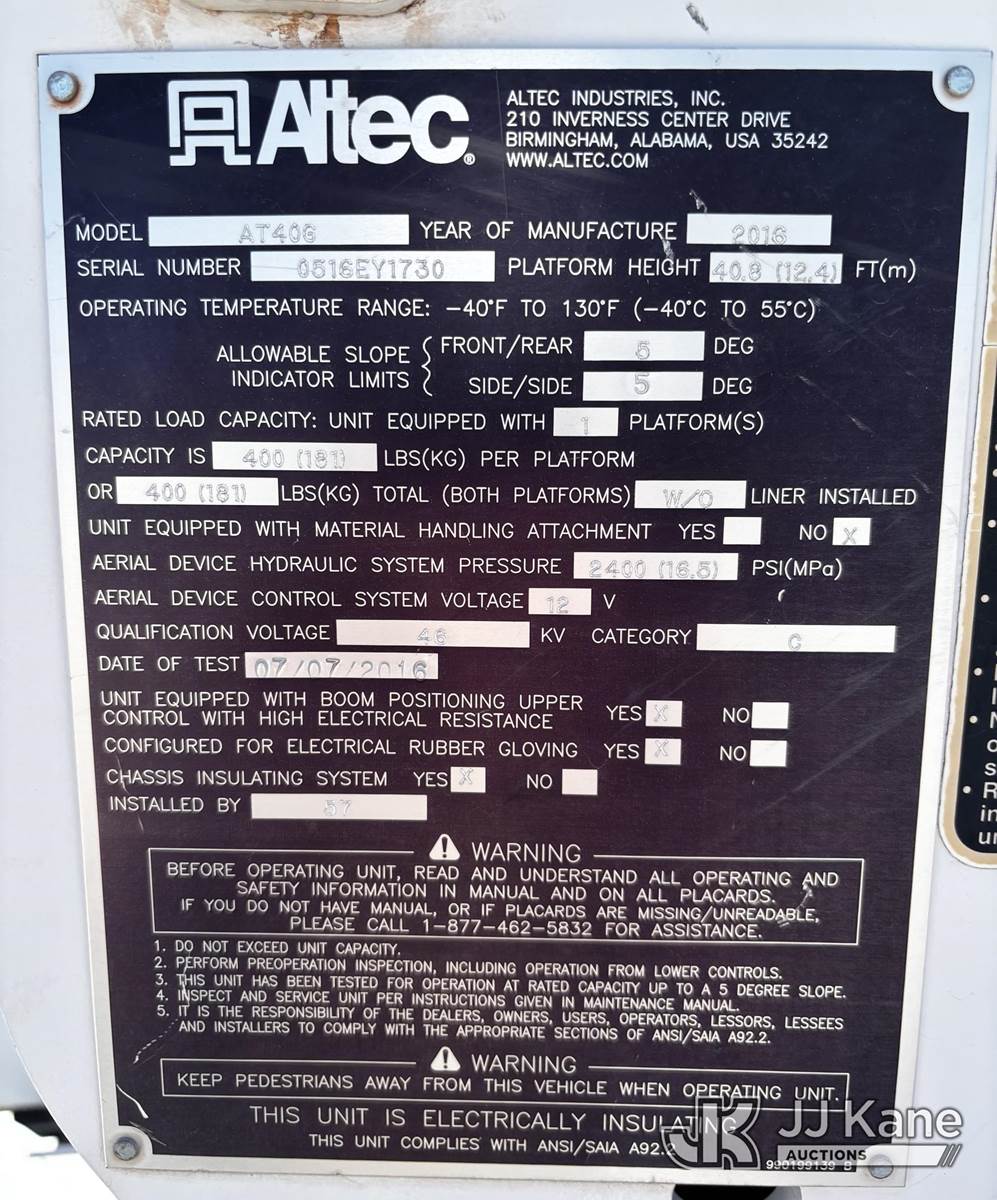 Altec®
ALTEC INDUSTRIES, INC.
210 INVERNESS CENTER DRIVE
BIRMINGHAM, ALABAMA, USA 35242
WWW.ALTEC.COM
MODEL AT40G YEAR OF MANUFACTURE 2016
SERIAL NUMBER 0516EY1730 PLATFORM HEIGHT 40.8 (12.4) FT(m)
OPERATING TEMPERATURE RANGE: -40°F TO 130°F (-40°C TO 55°C)
ALLOWABLE SLOPE INDICATOR LIMITS { FRONT/REAR 5 DEG
SIDE/SIDE 5 DEG
RATED LOAD CAPACITY: UNIT EQUIPPED WITH 1 PLATFORM(S)
CAPACITY IS 400 (181) LBS(KG) PER PLATFORM
OR 400 (181) LBS(KG) TOTAL (BOTH PLATFORMS) W/O LINER INSTALLED
UNIT EQUIPPED WITH MATERIAL HANDLING ATTACHMENT YES NO X
AERIAL DEVICE HYDRAULIC SYSTEM PRESSURE 2400 (16.5) PSI(MPa)
AERIAL DEVICE CONTROL SYSTEM VOLTAGE 12 V
QUALIFICATION VOLTAGE 46 KV CATEGORY C
DATE OF TEST 07/07/2016
UNIT EQUIPPED WITH BOOM POSITIONING UPPER
CONTROL WITH HIGH ELECTRICAL RESISTANCE YES X NO
CONFIGURED FOR ELECTRICAL RUBBER GLOVING YES X NO
CHASSIS INSULATING SYSTEM YES X NO
INSTALLED BY 57
WARNING
BEFORE OPERATING UNIT, READ AND UNDERSTAND ALL OPERATING AND
SAFETY INFORMATION IN MANUAL AND ON ALL PLACARDS.
IF YOU DO NOT HAVE MANUAL, OR IF PLACARDS ARE MISSING/UNREADABLE,
PLEASE CALL 1-877-462-5832 FOR ASSISTANCE.
1. DO NOT EXCEED UNIT CAPACITY.
2. PERFORM PREOPERATION INSPECTION, INCLUDING OPERATION FROM LOWER CONTROLS.
3. THIS UNIT HAS BEEN TESTED FOR OPERATION AT RATED CAPACITY UP TO A 5 DEGREE SLOPE.
4. INSPECT AND SERVICE UNIT PER INSTRUCTIONS GIVEN IN MAINTENANCE MANUAL.
5. IT IS THE RESPONSIBILITY OF THE DEALERS, OWNERS, USERS, OPERATORS, LESSORS, LESSEES
AND INSTALLERS TO COMPLY WITH THE APPROPRIATE SECTIONS OF ANSI/SAIA A92.2.
WARNING
KEEP PEDESTRIANS AWAY FROM THIS VEHICLE WHEN OPERATING UNIT.
THIS UNIT IS ELECTRICALLY INSULATING
THIS UNIT COMPLIES WITH ANSI/SAIA A92.2
JK JJ Kane
AUCTIONS
990199139 B